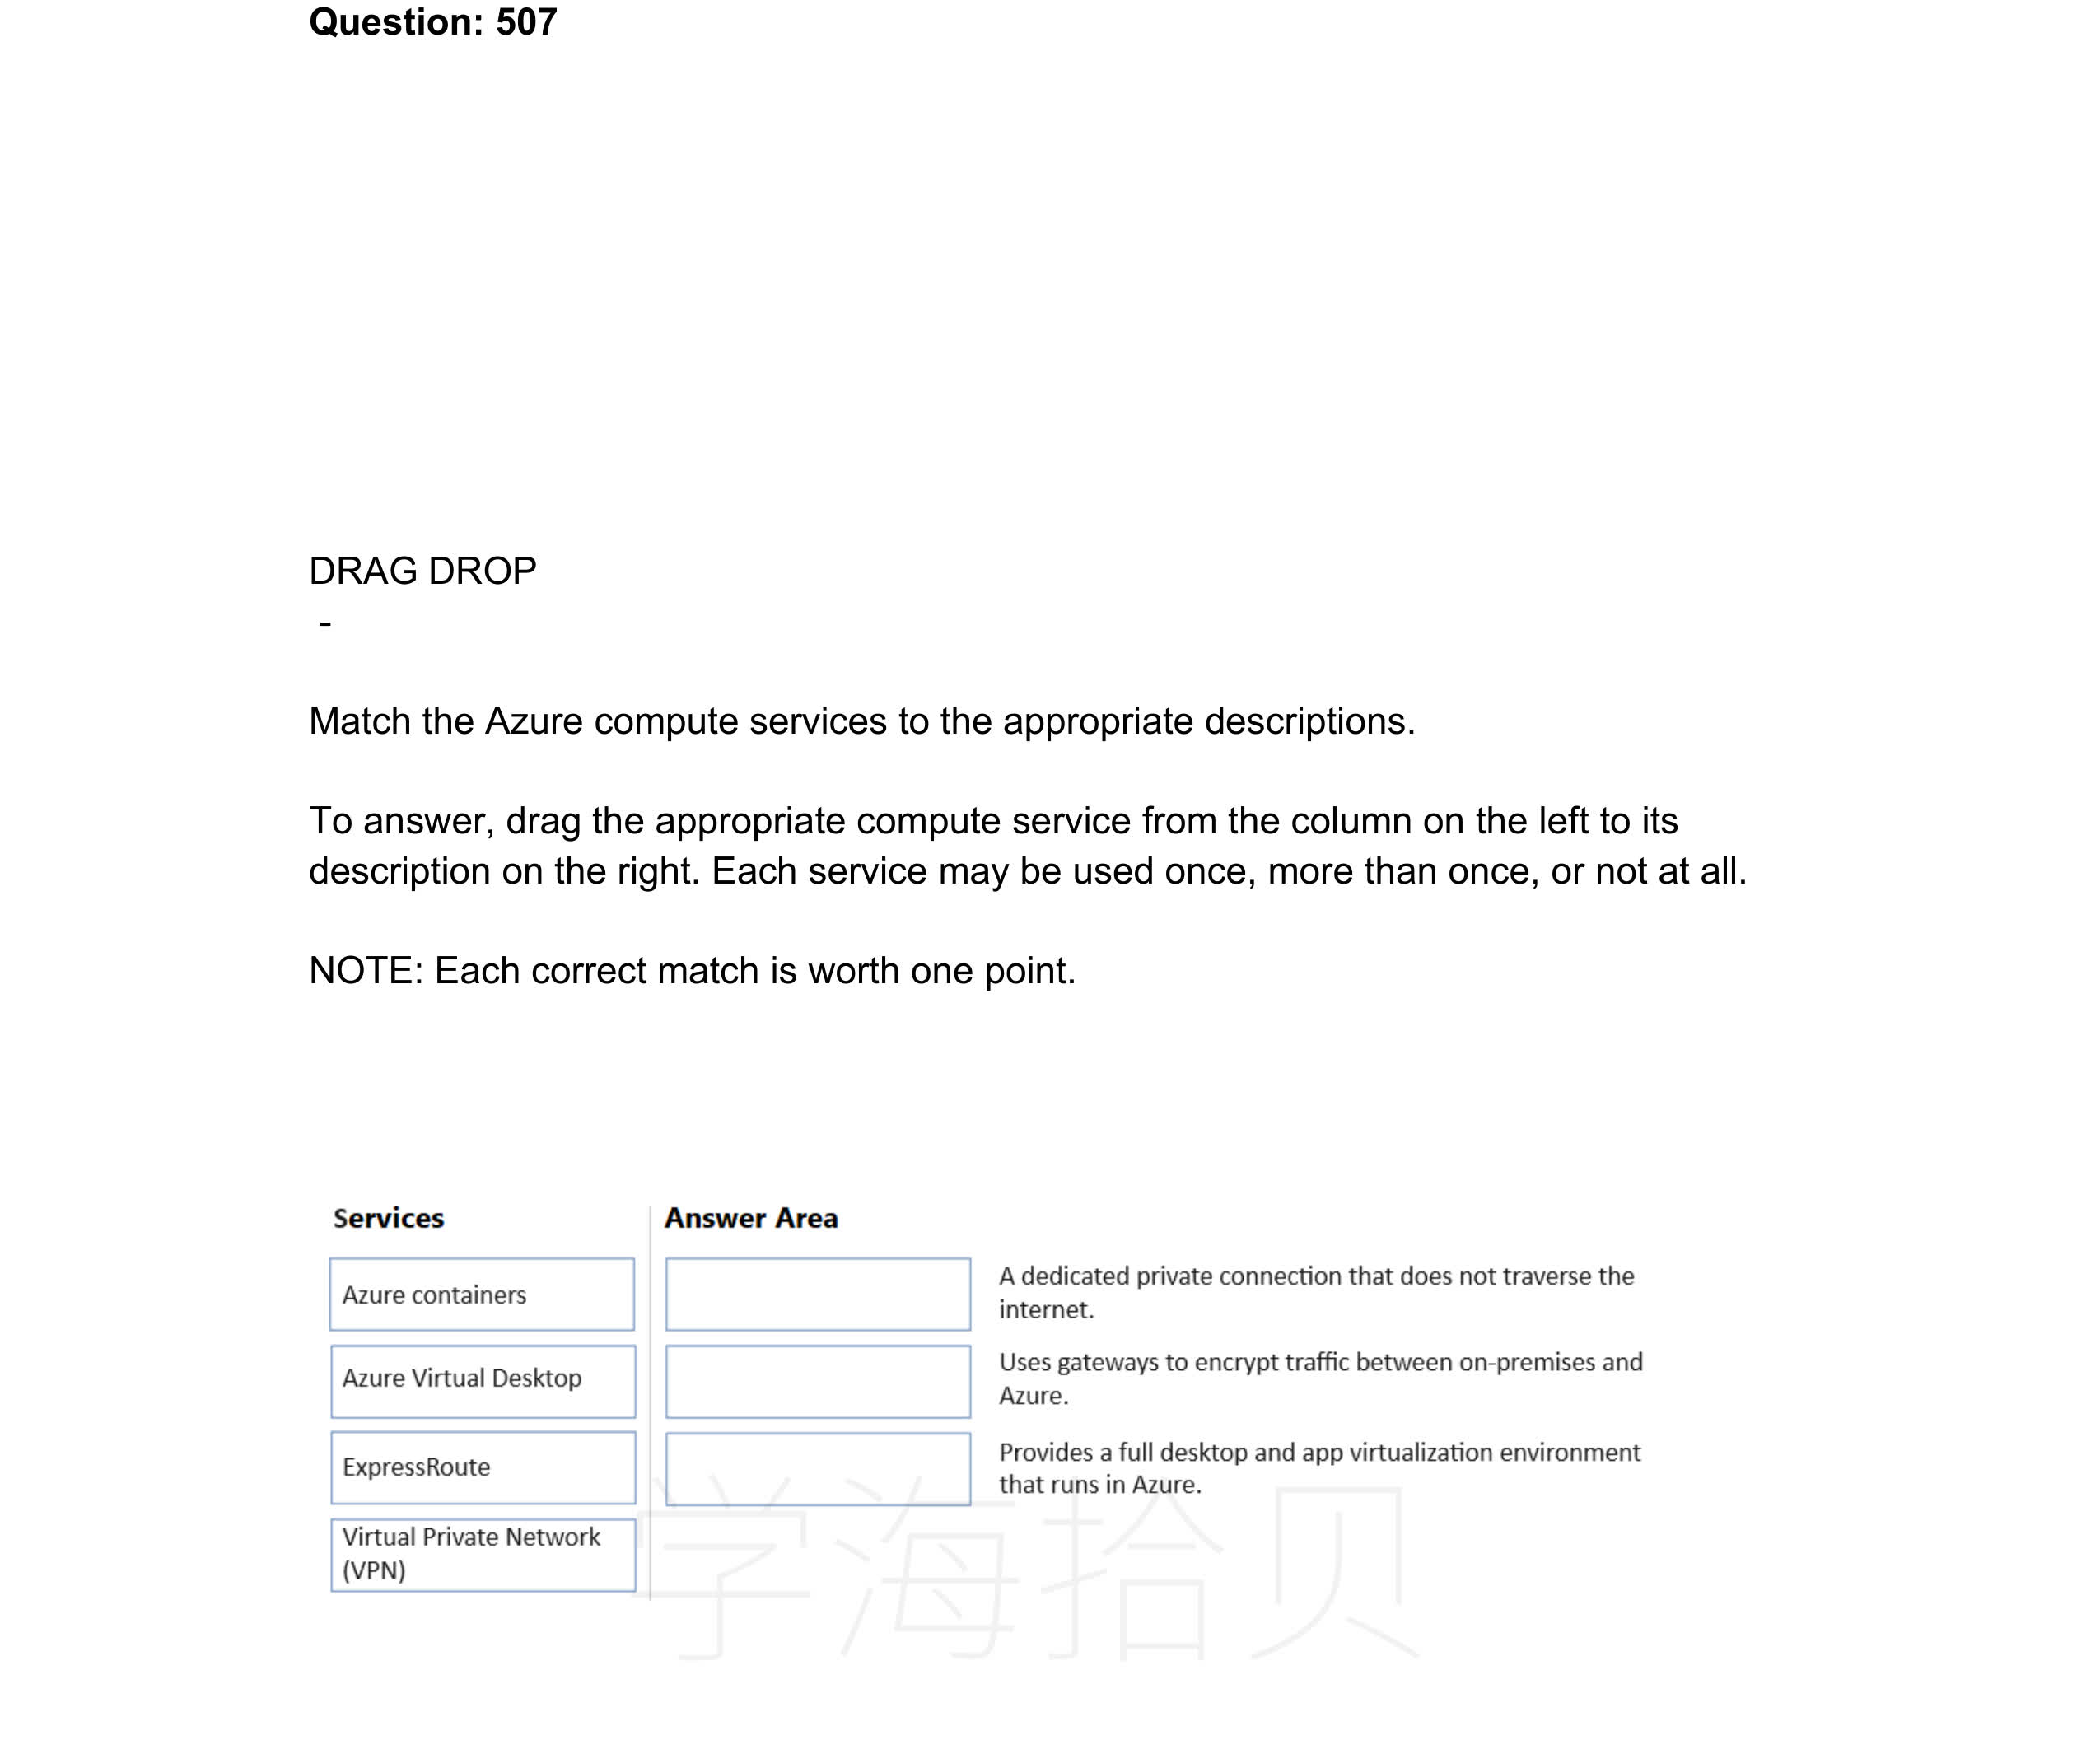 Question: 507
DRAG DROP
-
Match the Azure compute services to the appropriate descriptions.
To answer, drag the appropriate compute service from the column on the left to its
description on the right. Each service may be used once, more than once, or not at all.
NOTE: Each correct match is worth one point.
Services
Answer Area
Azure containers
A dedicated private connection that does not traverse the
internet.
Azure Virtual Desktop
Uses gateways to encrypt traffic between on-premises and
Azure.
ExpressRoute
Provides a full desktop and app virtualization environment
that runs in Azure.
Virtual Private Network
(VPN)
学海拾贝